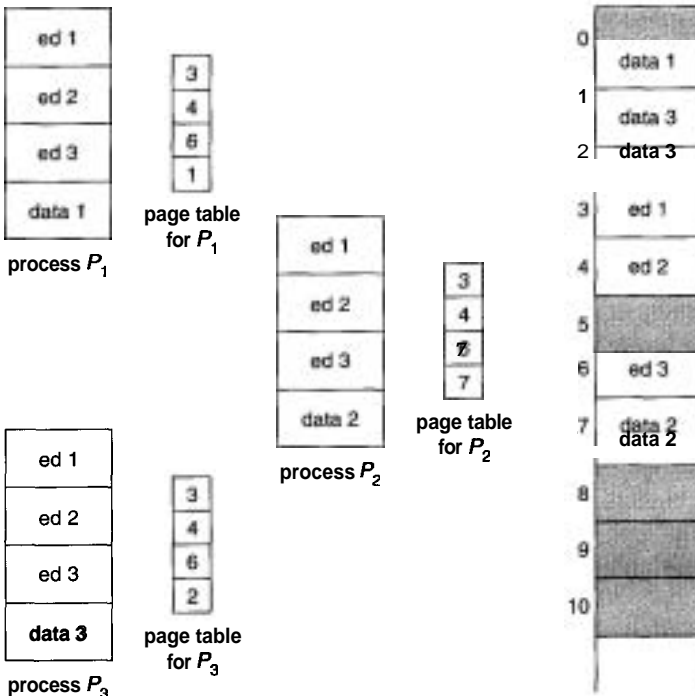 ed 1
ed 2
ed 3
data 1
process P1
3
4
6
1
page table
for P1
ed 1
ed 2
ed 3
data 2
process P2
3
4
7
page table
for P2
ed 1
ed 2
ed 3
data 3
process P3
3
4
6
2
page table
for P3
0
1
data 1
2
data 3
data 3
3
ed 1
4
ed 2
5
6
ed 3
7
data 2
data 2
8
9
10